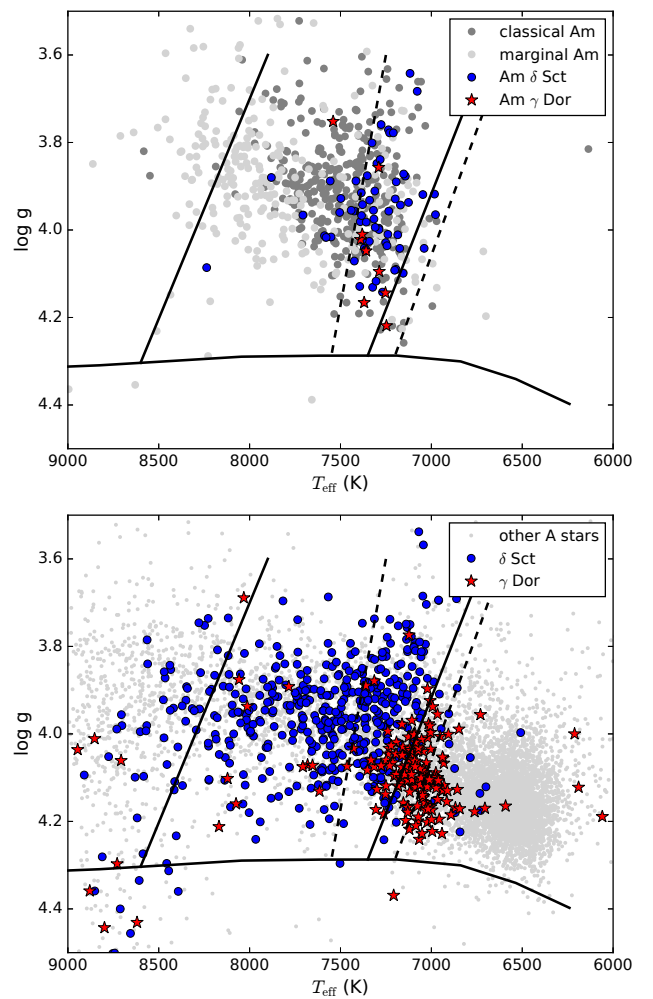 classical Am
marginal Am
Am δ Sct
Am γ Dor
3.6
3.8
4.0
4.2
4.4
log g
9000 8500 8000 7500 7000 6500 6000
Teff (K)
other A stars
δ Sct
γ Dor
3.6
3.8
4.0
4.2
4.4
log g
9000 8500 8000 7500 7000 6500 6000
Teff (K)